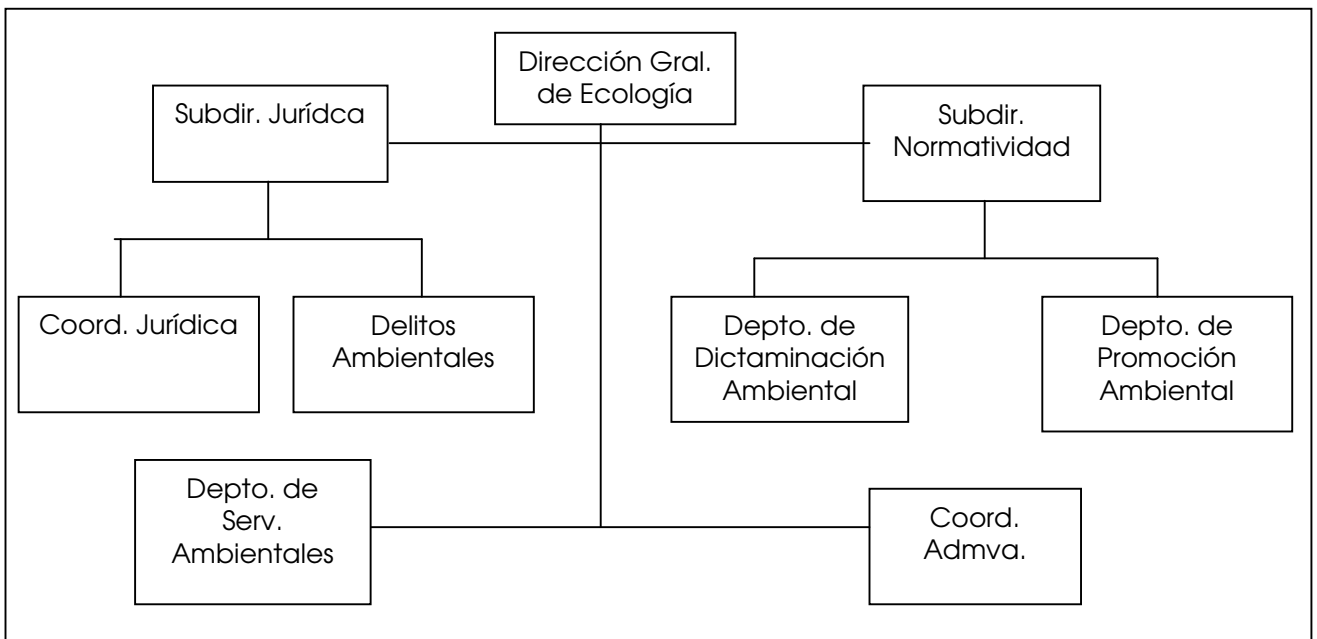 Dirección Gral.
de Ecología
Subdir. Jurídca
Subdir.
Normatividad
Coord. Jurídica
Delitos
Ambientales
Depto. de
Dictaminación
Ambiental
Depto. de
Promoción
Ambiental
Depto. de
Serv.
Ambientales
Coord.
Admva.